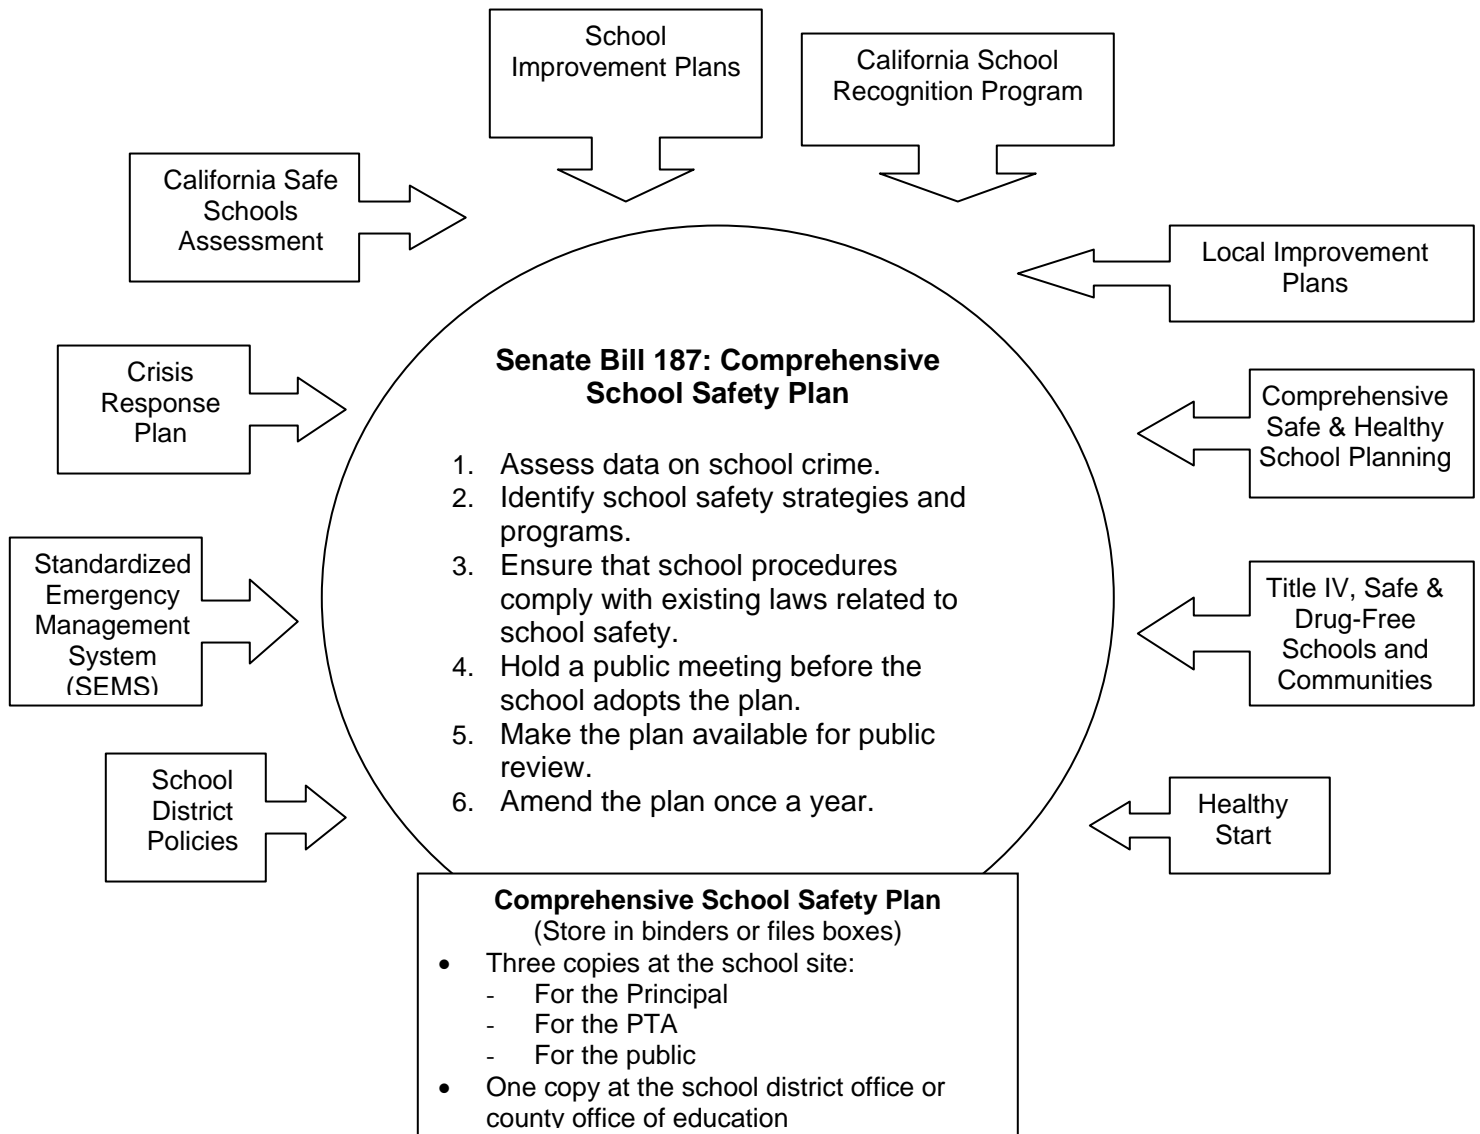 School
Improvement Plans
California School
Recognition Program
California Safe
Schools
Assessment
Local Improvement
Plans
Crisis
Response
Plan
Senate Bill 187: Comprehensive
School Safety Plan
1. Assess data on school crime.
2. Identify school safety strategies and
programs.
3. Ensure that school procedures
comply with existing laws related to
school safety.
4. Hold a public meeting before the
school adopts the plan.
5. Make the plan available for public
review.
6. Amend the plan once a year.
Comprehensive
Safe & Healthy
School Planning
Standardized
Emergency
Management
System
(SEMS)
Title IV, Safe &
Drug-Free
Schools and
Communities
School
District
Policies
Healthy
Start
Comprehensive School Safety Plan
(Store in binders or files boxes)
• Three copies at the school site:
- For the Principal
- For the PTA
- For the public
• One copy at the school district office or
county office of education